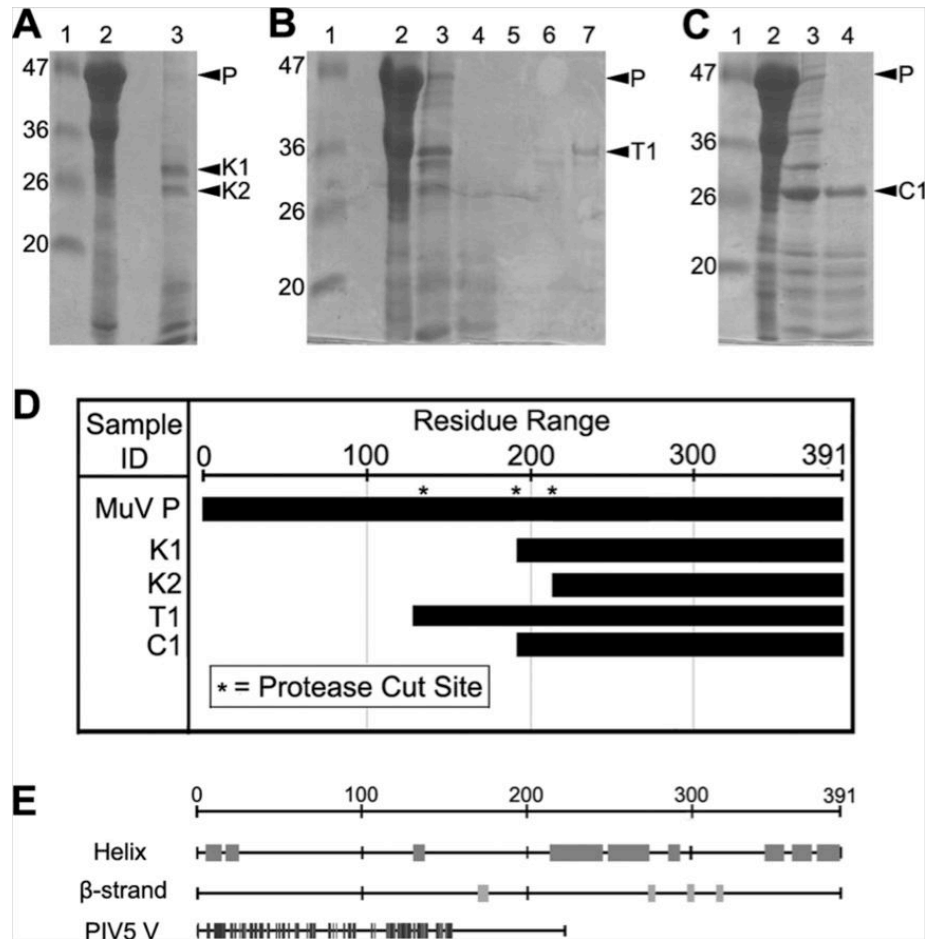 A
B
C
1 2 3
1 2 3 4 5 6 7
1 2 3 4
47
36
26
20
P
K1
K2
47
36
26
20
P
T1
47
36
26
20
P
C1
D
Sample ID
Residue Range
0 100 200 300 391
* * *
MuV P
K1
K2
T1
C1
* = Protease Cut Site
E
0 100 200 300 391
Helix
β-strand
PIV5 V